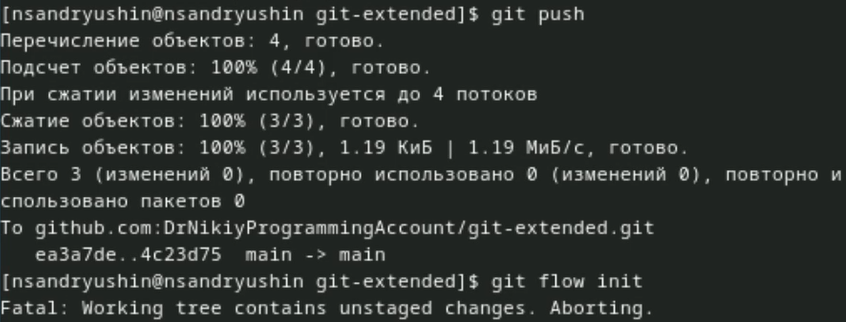 [nsandryushin@nsandryushin git-extended]$ git push
Перечисление объектов: 4, готово.
Подсчет объектов: 100% (4/4), готово.
При сжатии изменений используется до 4 потоков
Сжатие объектов: 100% (3/3), готово.
Запись объектов: 100% (3/3), 1.19 КиБ | 1.19 МиБ/с, готово.
Всего 3 (изменений 0), повторно использовано 0 (изменений 0), повторно и
спользовано пакетов 0
To github.com:DrNikiyProgrammingAccount/git-extended.git
   ea3a7de..4c23d75  main -> main
[nsandryushin@nsandryushin git-extended]$ git flow init
Fatal: Working tree contains unstaged changes. Aborting.